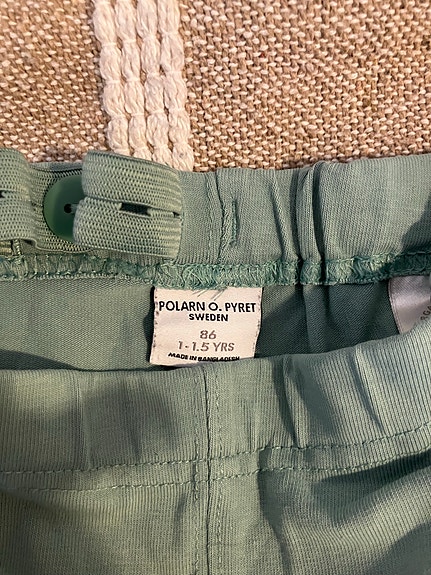 POLARN O. PYRET
SWEDEN
86
1-1.5 YRS
MADE IN BANGLADESH